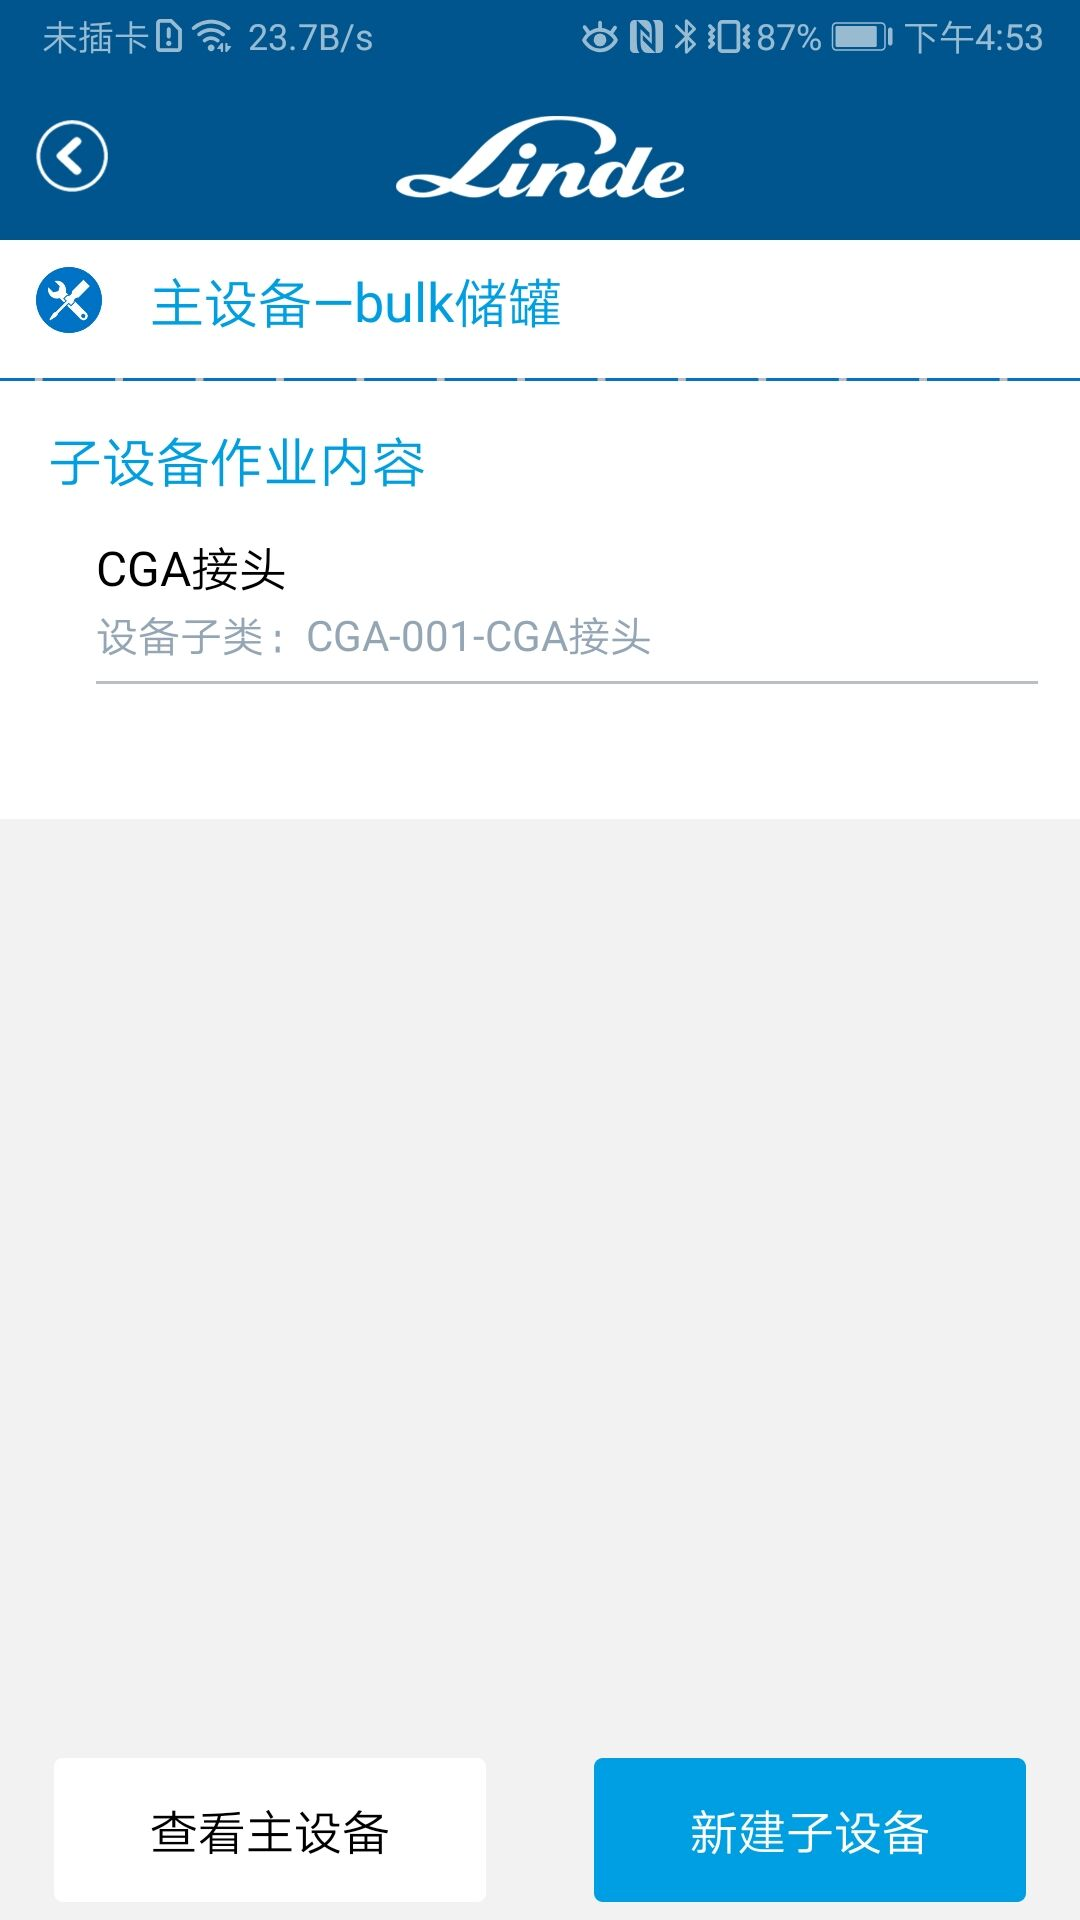 未插卡 23.7B/s 87% 下午4:53
Linde
主设备—bulk储罐
子设备作业内容
CGA接头
设备子类：CGA-001-CGA接头
查看主设备 新建子设备